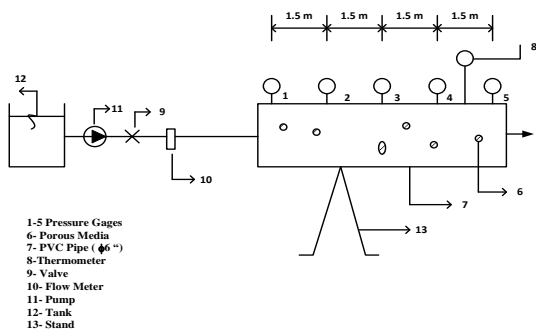 1.5 m 1.5 m 1.5 m 1.5 m
8
12
11
9
1 2 3 4 5
10
7
6
13
1-5 Pressure Gages
6- Porous Media
7- PVC Pipe ( ϕ6 “)
8-Thermometer
9- Valve
10- Flow Meter
11- Pump
12- Tank
13- Stand